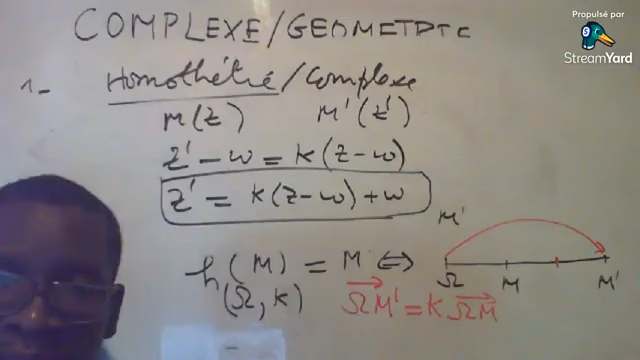 COMPLEXE/GEOMETRIE
Propulsé par
StreamYard
1- Homothétie/Complexe
M(z) M'(z')
z'-ω = K(z-ω)
z' = K(z-ω)+ω
M'
h(M) = M ⇔
(Ω, K)
Ω M M'
ΩM' = K ΩM